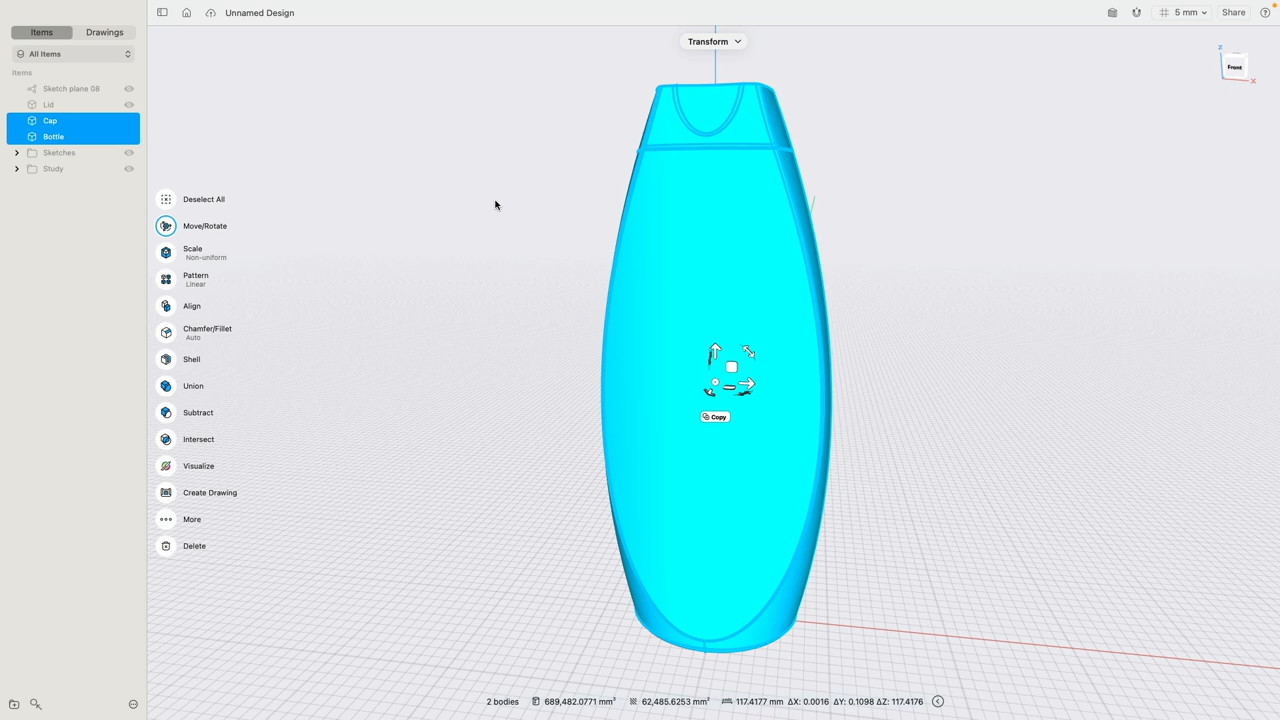 Unnamed Design
5 mm
Share
Items
Drawings
All Items
Items
Sketch plane 08
Lid
Cap
Bottle
Sketches
Study
Transform
Z
Front
X
Deselect All
Move/Rotate
Scale
Non-uniform
Pattern
Linear
Align
Chamfer/Fillet
Auto
Shell
Union
Subtract
Intersect
Visualize
Create Drawing
More
Delete
Copy
2 bodies 689,482.0771 mm³ 62,485.6253 mm² 117.4177 mm ΔX: 0.0016 ΔY: 0.1098 ΔZ: 117.4176